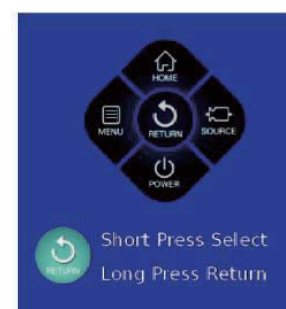 HOME
MENU
RETURN
SOURCE
POWER
RETURN
Short Press Select
Long Press Return